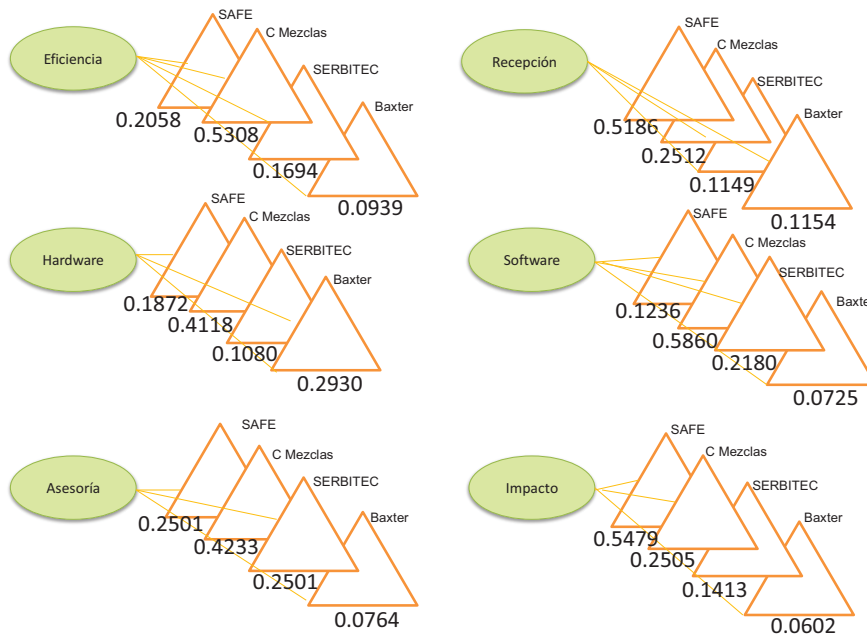 SAFE
C Mezclas
Eficiencia
SERBITEC
Baxter
0.2058
0.5308
0.1694
0.0939
SAFE
C Mezclas
Recepción
SERBITEC
Baxter
0.5186
0.2512
0.1149
0.1154
SAFE
C Mezclas
Hardware
SERBITEC
Baxter
0.1872
0.4118
0.1080
0.2930
SAFE
C Mezclas
Software
SERBITEC
Baxter
0.1236
0.5860
0.2180
0.0725
SAFE
C Mezclas
Asesoría
SERBITEC
Baxter
0.2501
0.4233
0.2501
0.0764
SAFE
C Mezclas
Impacto
SERBITEC
Baxter
0.5479
0.2505
0.1413
0.0602